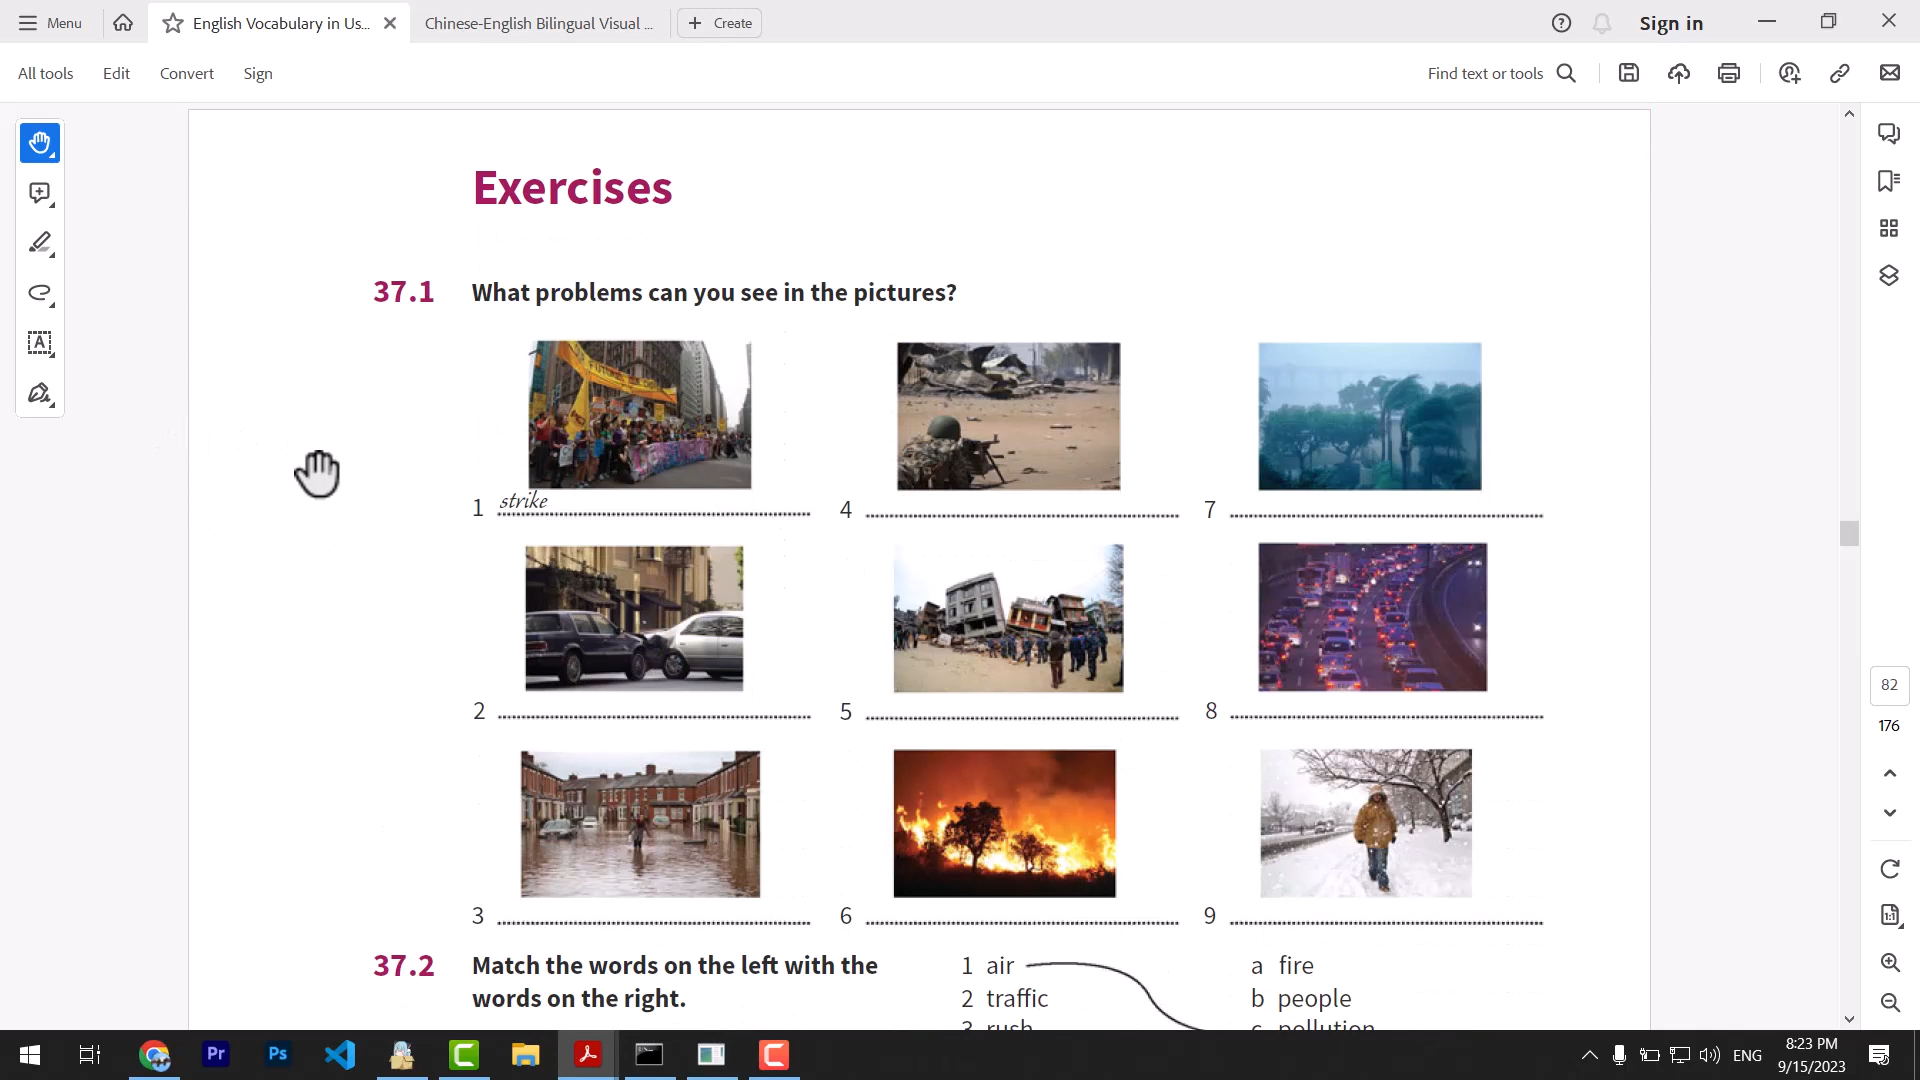 Menu
English Vocabulary in Us...
Chinese-English Bilingual Visual ...
Create
Sign in
All tools
Edit
Convert
Sign
Find text or tools
Exercises
37.1 What problems can you see in the pictures?
1 strike
4
7
2
5
8
3
6
9
37.2 Match the words on the left with the
words on the right.
1 air
2 traffic
3 rush
a fire
b people
c pollution
82
176
ENG
8:23 PM
9/15/2023